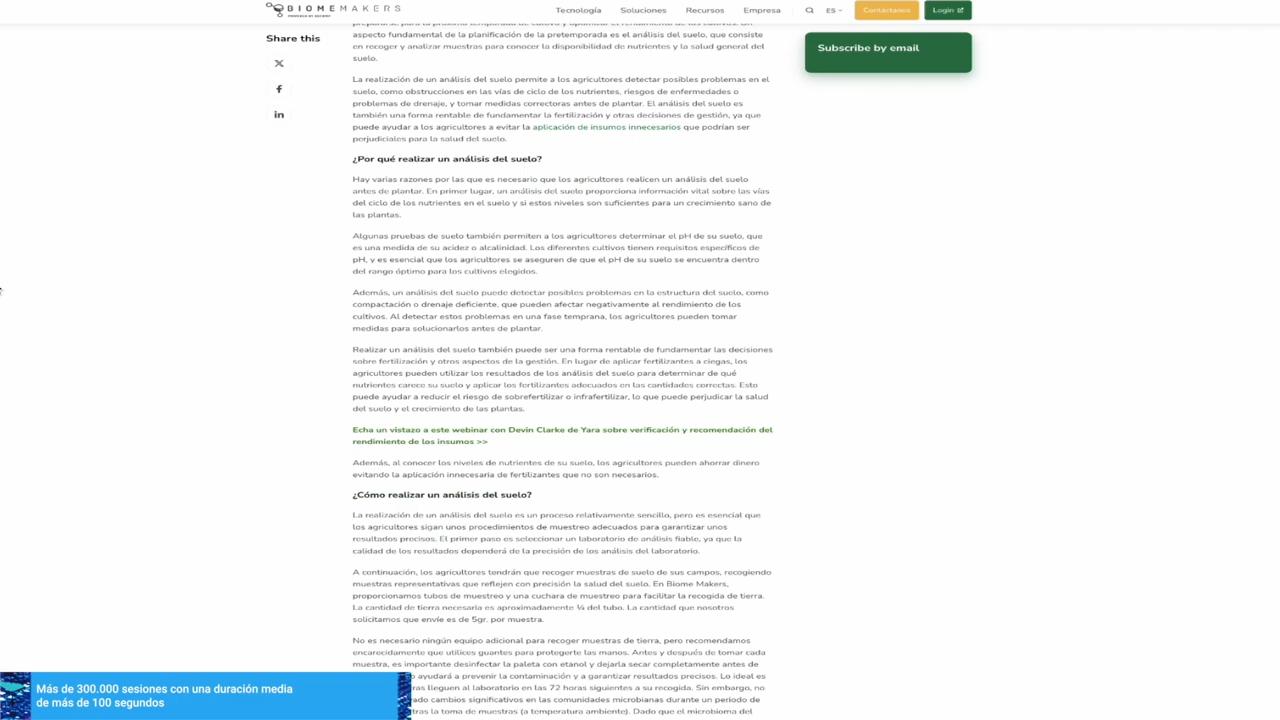 BIOMEMAKERS
Tecnología Soluciones Recursos Empresa ES Contáctanos Login
Share this
Subscribe by email
aspecto fundamental de la planificación de la pretemporada es el análisis del suelo, que consiste
en recoger y analizar muestras para conocer la disponibilidad de nutrientes y la salud general del
suelo.
La realización de un análisis del suelo permite a los agricultores detectar posibles problemas en el
suelo, como obstrucciones en las vías de ciclo de los nutrientes, riesgos de enfermedades o
problemas de drenaje, y tomar medidas correctoras antes de plantar. El análisis del suelo es
también una forma rentable de fundamentar la fertilización y otras decisiones de gestión, ya que
puede ayudar a los agricultores a evitar la aplicación de insumos innecesarios que podrían ser
perjudiciales para la salud del suelo.
¿Por qué realizar un análisis del suelo?
Hay varias razones por las que es necesario que los agricultores realicen un análisis del suelo
antes de plantar. En primer lugar, un análisis del suelo proporciona información vital sobre las vías
del ciclo de los nutrientes en el suelo y si estos niveles son suficientes para un crecimiento sano de
las plantas.
Algunas pruebas de suelo también permiten a los agricultores determinar el pH de su suelo, que
es una medida de su acidez o alcalinidad. Los diferentes cultivos tienen requisitos específicos de
pH, y es esencial que los agricultores se aseguren de que el pH de su suelo se encuentra dentro
del rango óptimo para los cultivos elegidos.
Además, un análisis del suelo puede detectar posibles problemas en la estructura del suelo, como
compactación o drenaje deficiente, que pueden afectar negativamente al rendimiento de los
cultivos. Al detectar estos problemas en una fase temprana, los agricultores pueden tomar
medidas para solucionarlos antes de plantar.
Realizar un análisis del suelo también puede ser una forma rentable de fundamentar las decisiones
sobre fertilización y otros aspectos de la gestión. En lugar de aplicar fertilizantes a ciegas, los
agricultores pueden utilizar los resultados de los análisis del suelo para determinar de qué
nutrientes carece su suelo y aplicar los fertilizantes adecuados en las cantidades correctas. Esto
puede ayudar a reducir el riesgo de sobrefertilizar o infrafertilizar, lo que puede perjudicar la salud
del suelo y el crecimiento de las plantas.
Echa un vistazo a este webinar con Devin Clarke de Yara sobre verificación y recomendación del
rendimiento de los insumos >>
Además, al conocer los niveles de nutrientes de su suelo, los agricultores pueden ahorrar dinero
evitando la aplicación innecesaria de fertilizantes que no son necesarios.
¿Cómo realizar un análisis del suelo?
La realización de un análisis del suelo es un proceso relativamente sencillo, pero es esencial que
los agricultores sigan unos procedimientos de muestreo adecuados para garantizar unos
resultados precisos. El primer paso es seleccionar un laboratorio de análisis fiable, ya que la
calidad de los resultados dependerá de la precisión de los análisis del laboratorio.
A continuación, los agricultores tendrán que recoger muestras de suelo de sus campos, recogiendo
muestras representativas que reflejen con precisión la salud del suelo. En Biome Makers,
proporcionamos tubos de muestreo y una cuchara de muestreo para facilitar la recogida de tierra.
La cantidad de tierra necesaria es aproximadamente ¼ del tubo. La cantidad que nosotros
solicitamos que envíe es de 5gr. por muestra.
No es necesario ningún equipo adicional para recoger muestras de tierra, pero recomendamos
encarecidamente que utilices guantes para protegerte las manos. Antes y después de tomar cada
muestra, es importante desinfectar la paleta con etanol y dejarla secar completamente antes de
ayudará a prevenir la contaminación y a garantizar resultados precisos. Lo ideal es
lleguen al laboratorio en las 72 horas siguientes a su recogida. Sin embargo, no
cambios significativos en las comunidades microbianas durante un periodo de
la toma de muestras (a temperatura ambiente). Dado que el microbioma del
Más de 300.000 sesiones con una duración media
de más de 100 segundos